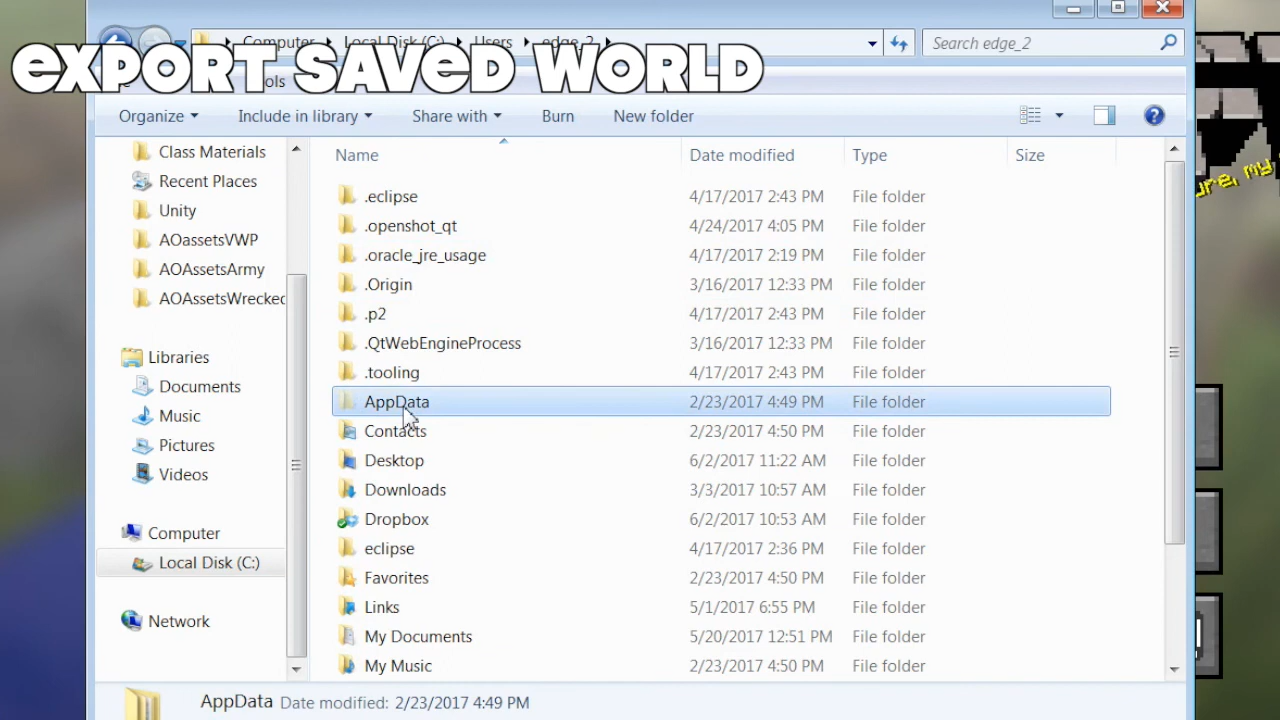 Computer Local Disk (C:) Users edge_2
Search edge_2
EXPORT SAVED WORLD
Organize Include in library Share with Burn New folder
Name Date modified Type Size
Class Materials
Recent Places
Unity
AOassetsVWP
AOAssetsArmy
AOAssetsWrecked
Libraries
Documents
Music
Pictures
Videos
Computer
Local Disk (C:)
Network
.eclipse 4/17/2017 2:43 PM File folder
.openshot_qt 4/24/2017 4:05 PM File folder
.oracle_jre_usage 4/17/2017 2:19 PM File folder
.Origin 3/16/2017 12:33 PM File folder
.p2 4/17/2017 2:43 PM File folder
.QtWebEngineProcess 3/16/2017 12:33 PM File folder
.tooling 4/17/2017 2:43 PM File folder
AppData 2/23/2017 4:49 PM File folder
Contacts 2/23/2017 4:50 PM File folder
Desktop 6/2/2017 11:22 AM File folder
Downloads 3/3/2017 10:57 AM File folder
Dropbox 6/2/2017 10:53 AM File folder
eclipse 4/17/2017 2:36 PM File folder
Favorites 2/23/2017 4:50 PM File folder
Links 5/1/2017 6:55 PM File folder
My Documents 5/20/2017 12:51 PM File folder
My Music 2/23/2017 4:50 PM File folder
AppData Date modified: 2/23/2017 4:49 PM
my